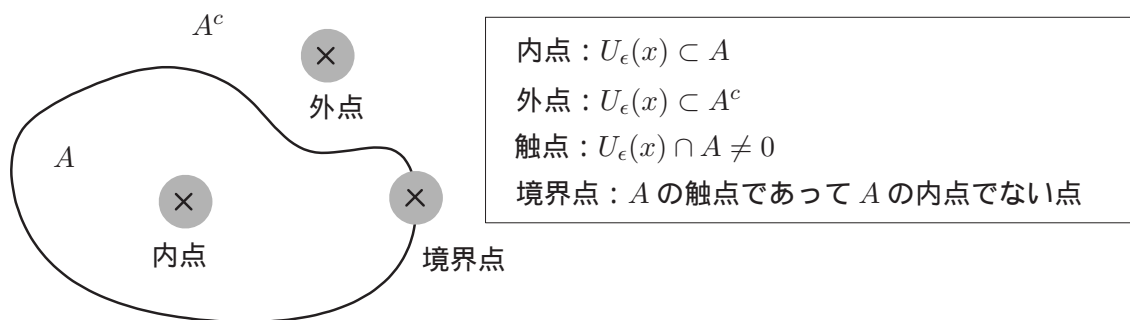 A^c
外点
A
内点
境界点
内点：U_ϵ(x) ⊂ A
外点：U_ϵ(x) ⊂ A^c
触点：U_ϵ(x) ∩ A ≠ 0
境界点：A の触点であって A の内点でない点